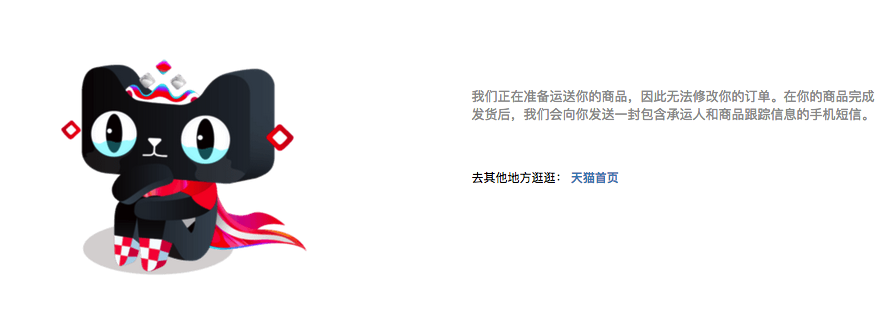 我们正在准备运送你的商品，因此无法修改你的订单。在你的商品完成
发货后，我们会向你发送一封包含承运人和商品跟踪信息的手机短信。
去其他地方逛逛： 天猫首页